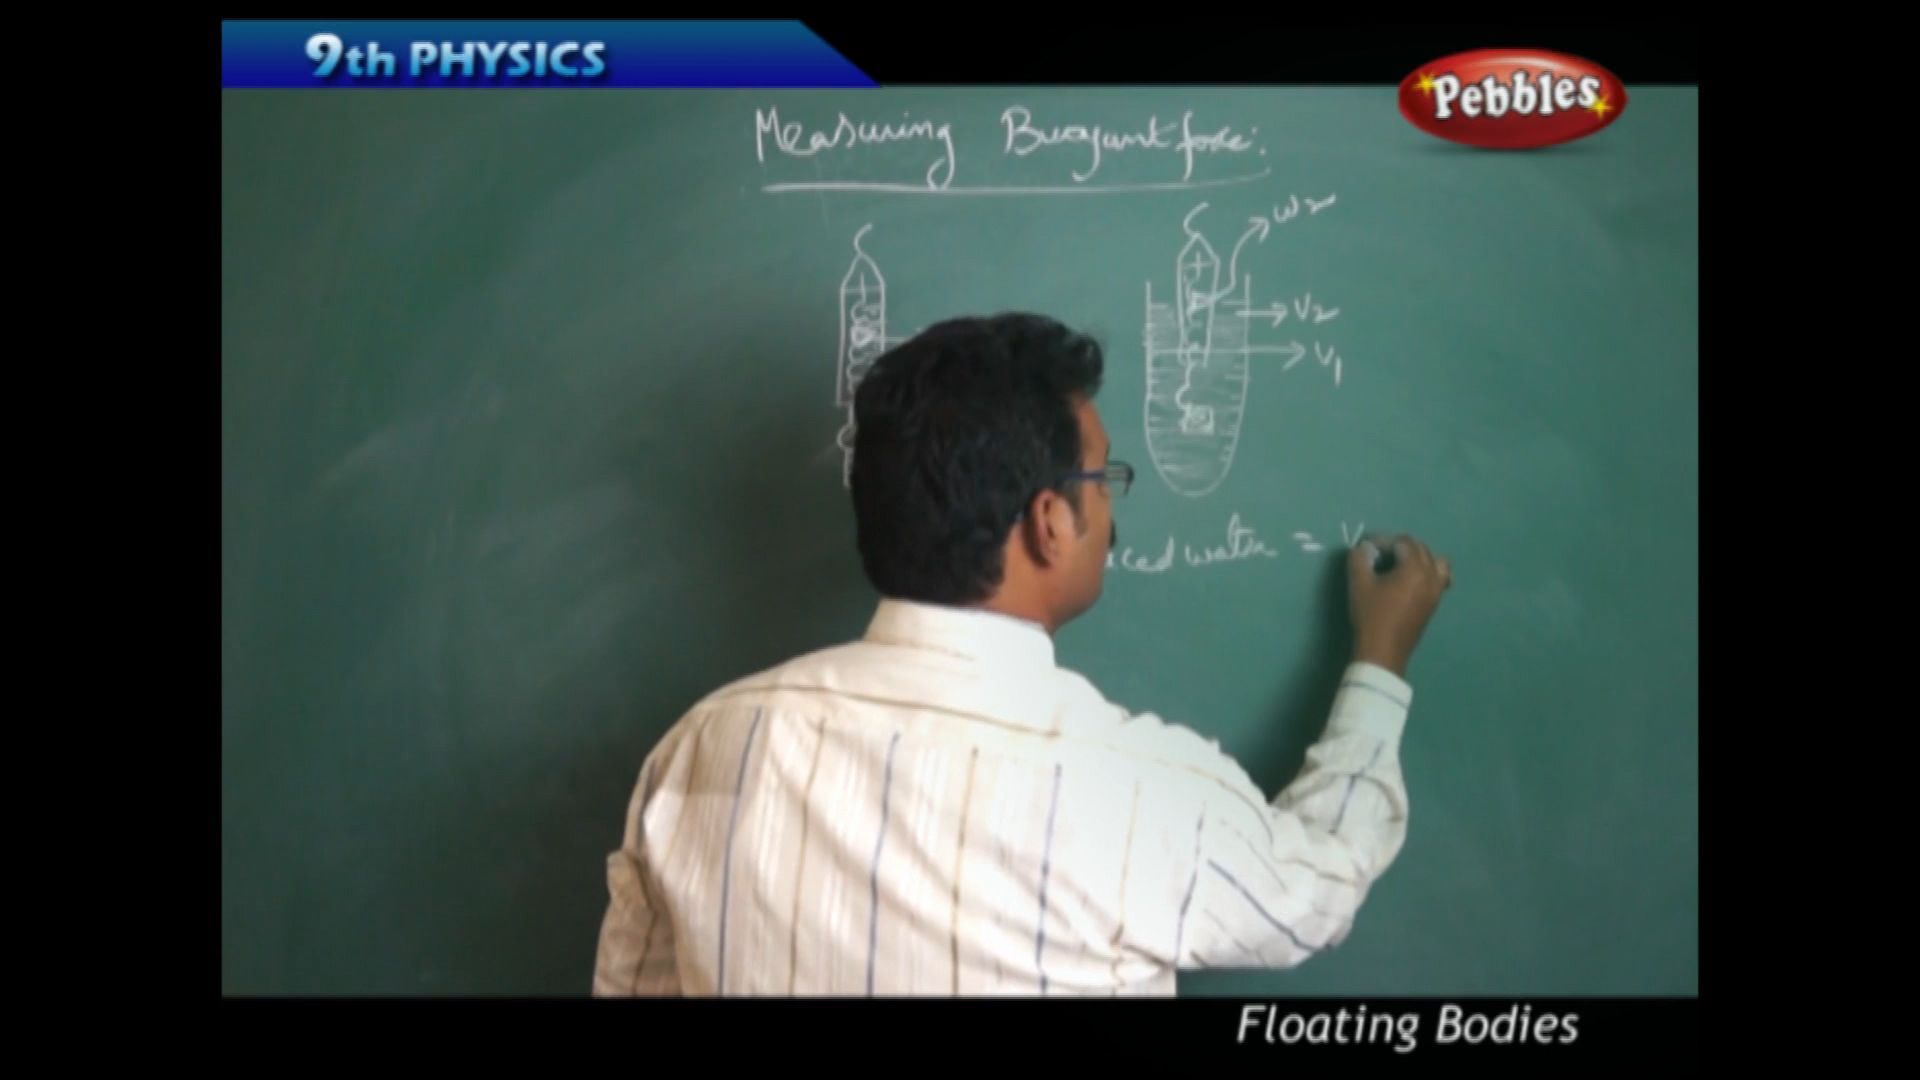 9th PHYSICS
Pebbles
Measuring Buoyant force:
W2
V2
V1
water = V
Floating Bodies